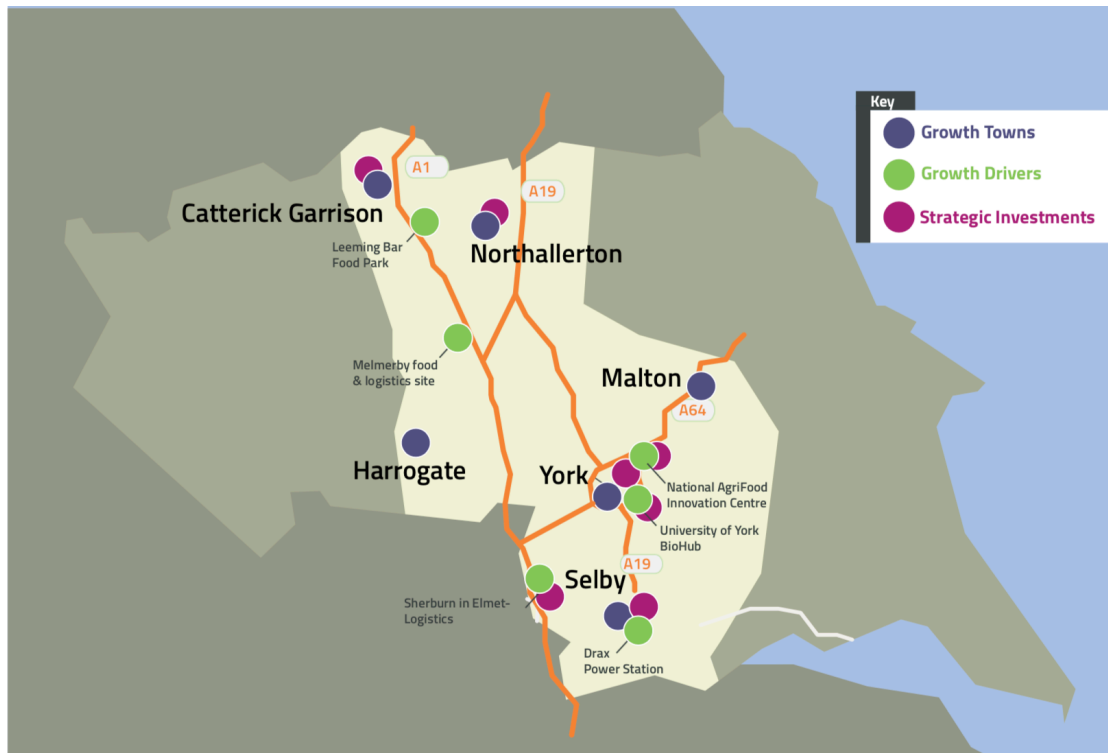 Key
Growth Towns
Growth Drivers
Strategic Investments
A1
A19
Catterick Garrison
Leeming Bar
Food Park
Northallerton
Melmerby food
& logistics site
Malton
A64
Harrogate
York
National AgriFood
Innovation Centre
University of York
BioHub
A19
Selby
Sherburn in Elmet-
Logistics
Drax
Power Station